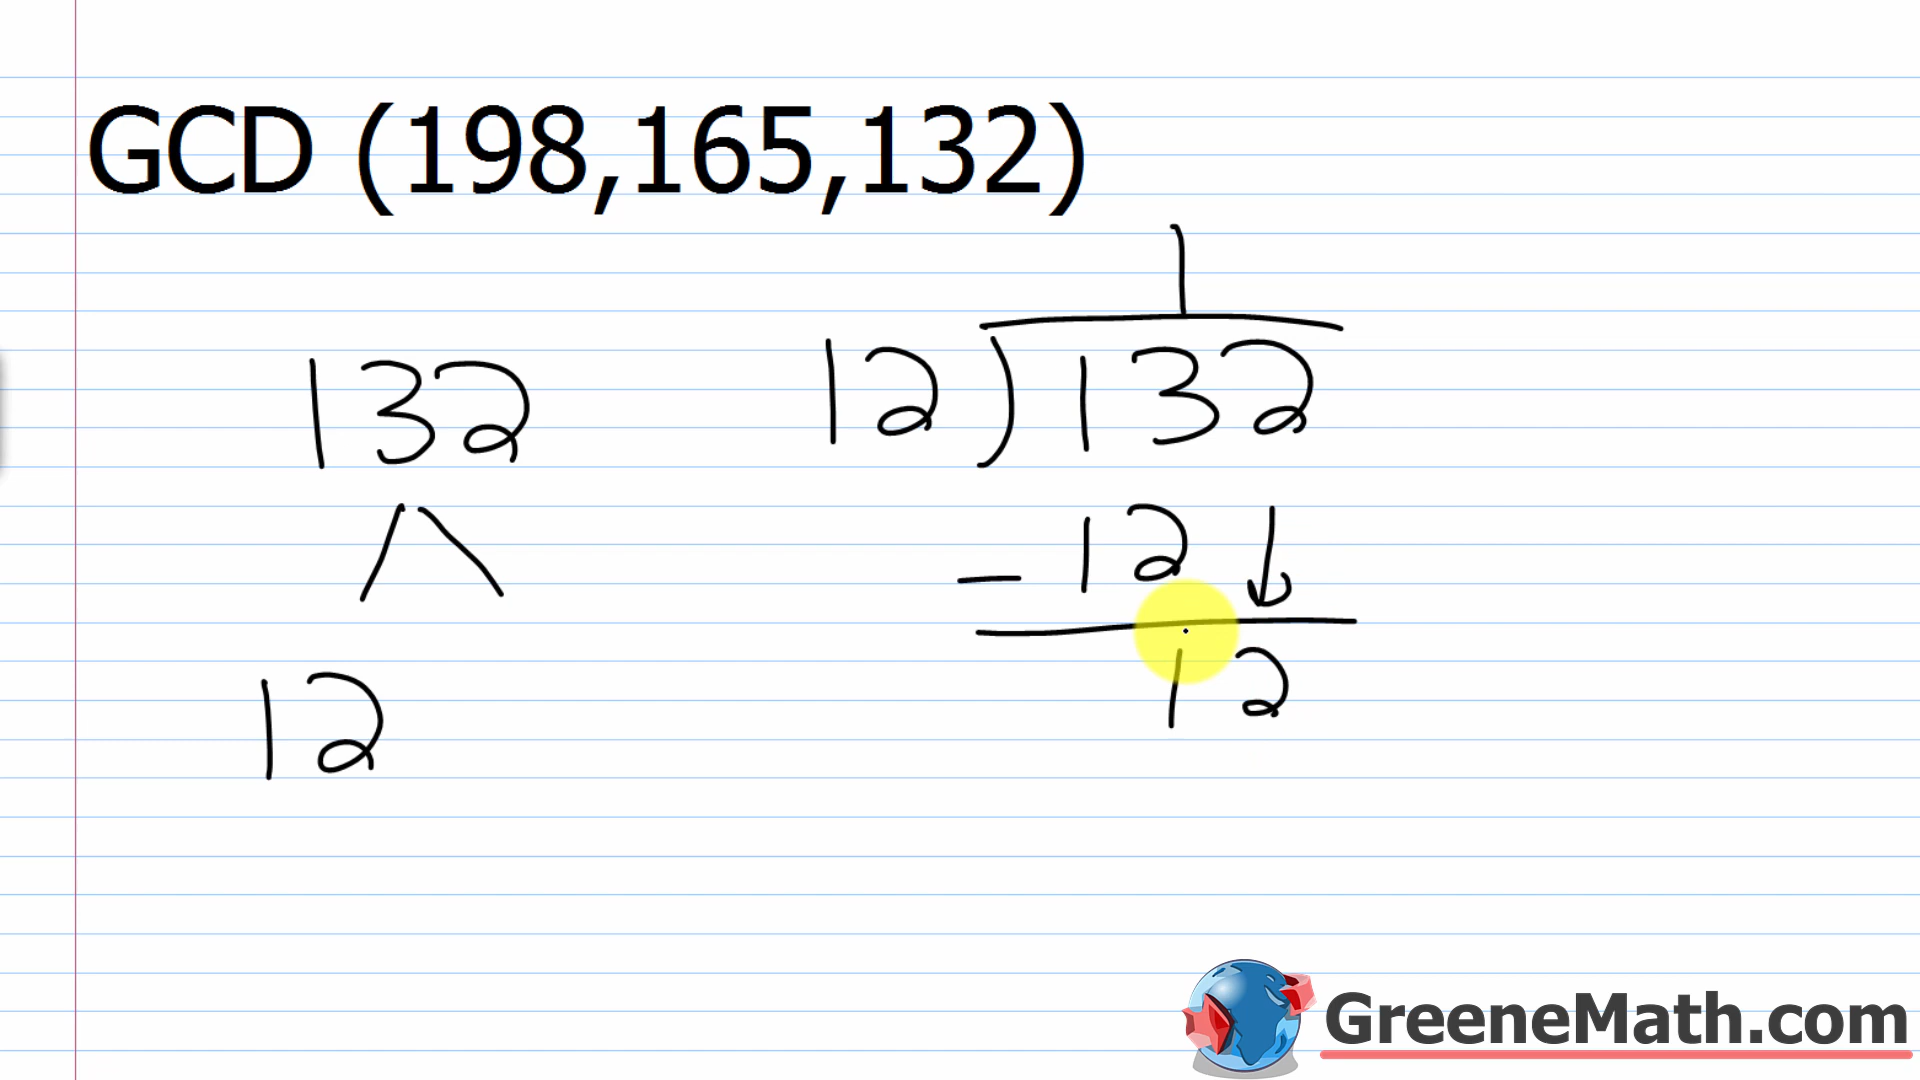 GCD (198,165,132)
1
132 12)132
- 12 ↓
12 12
GreeneMath.com